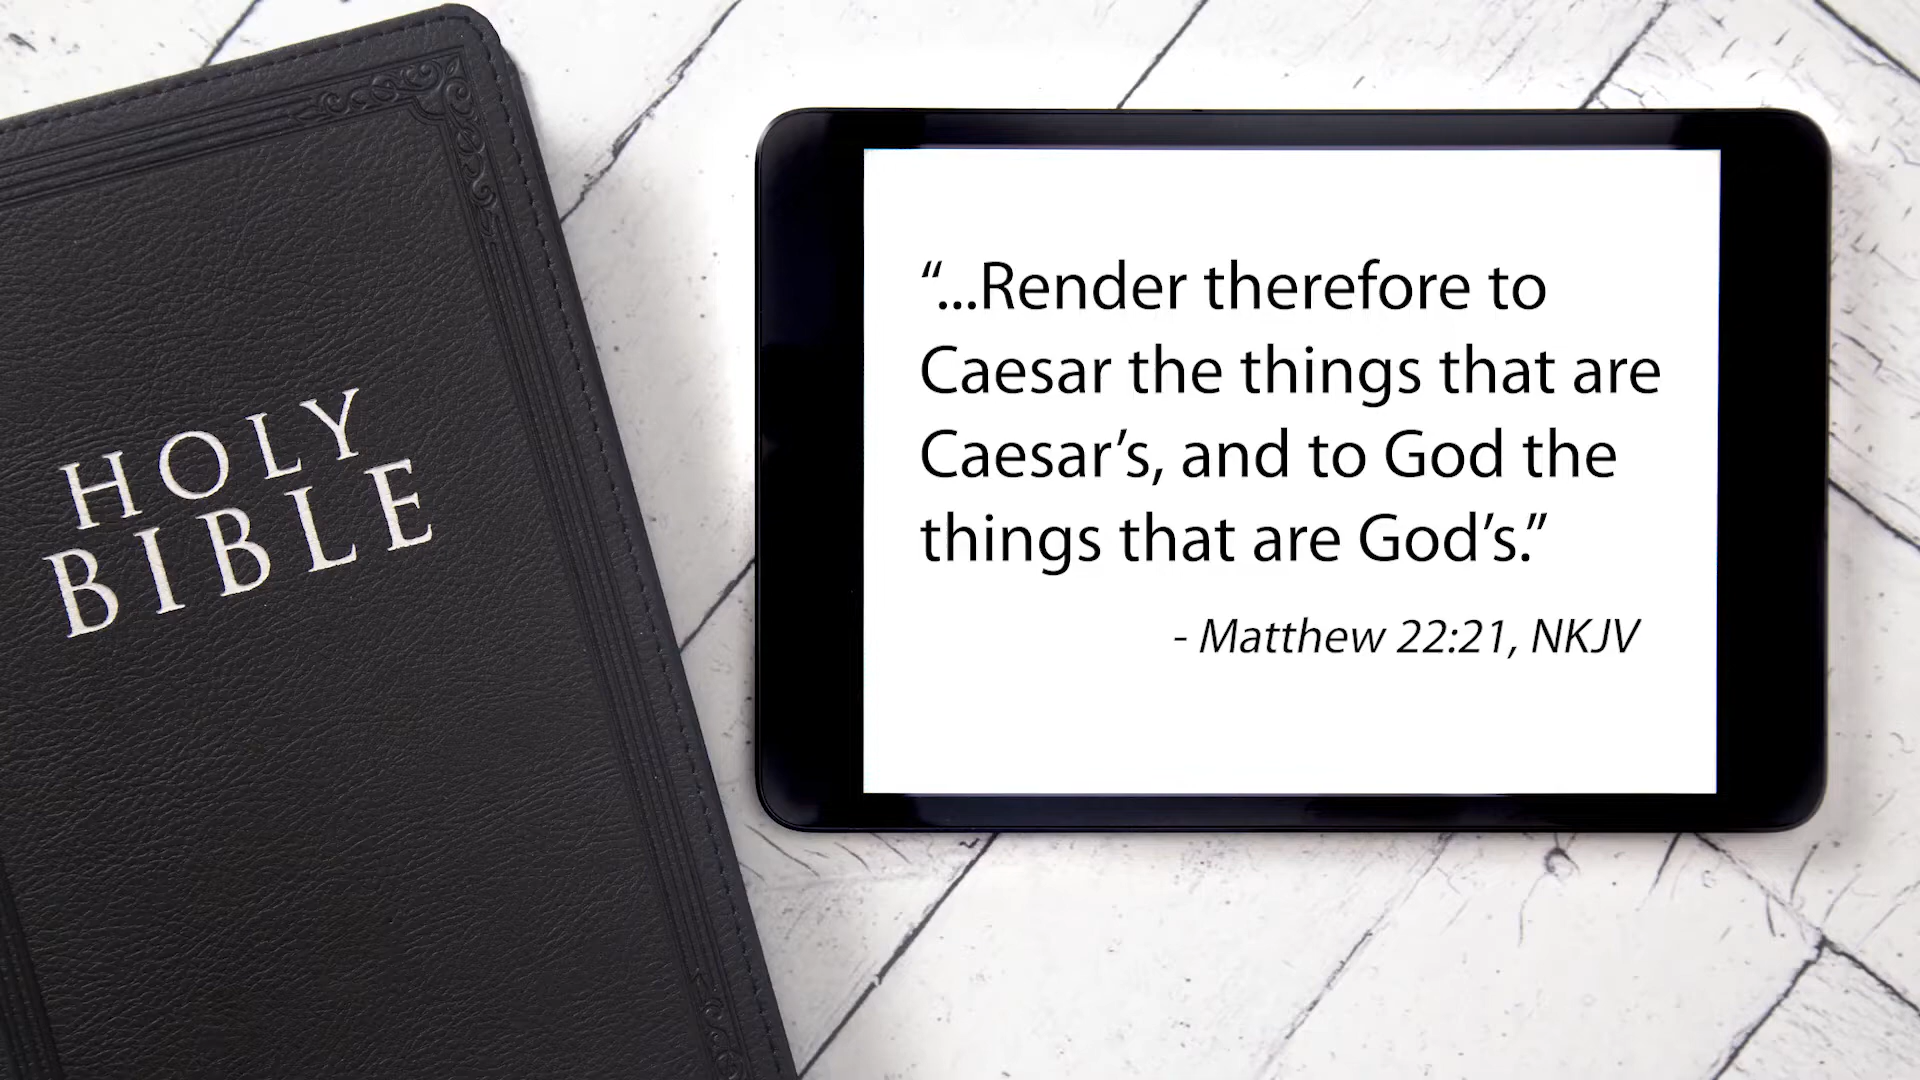 HOLY
BIBLE
“...Render therefore to
Caesar the things that are
Caesar’s, and to God the
things that are God’s.”
- Matthew 22:21, NKJV